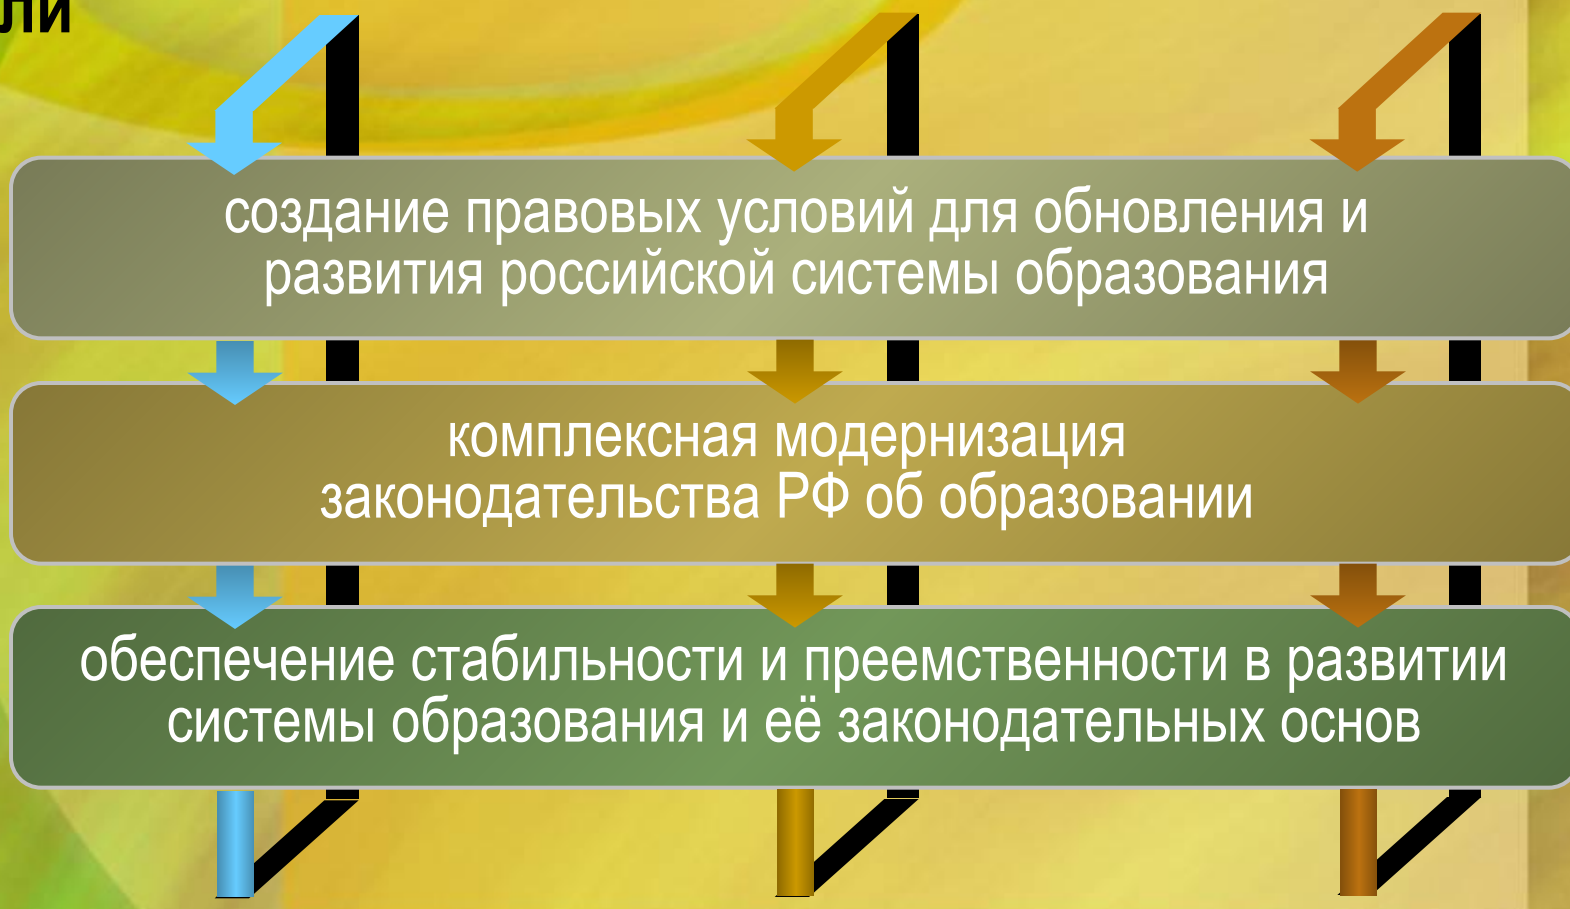 создание правовых условий для обновления и
развития российской системы образования
комплексная модернизация
законодательства РФ об образовании
обеспечение стабильности и преемственности в развитии
системы образования и её законодательных основ